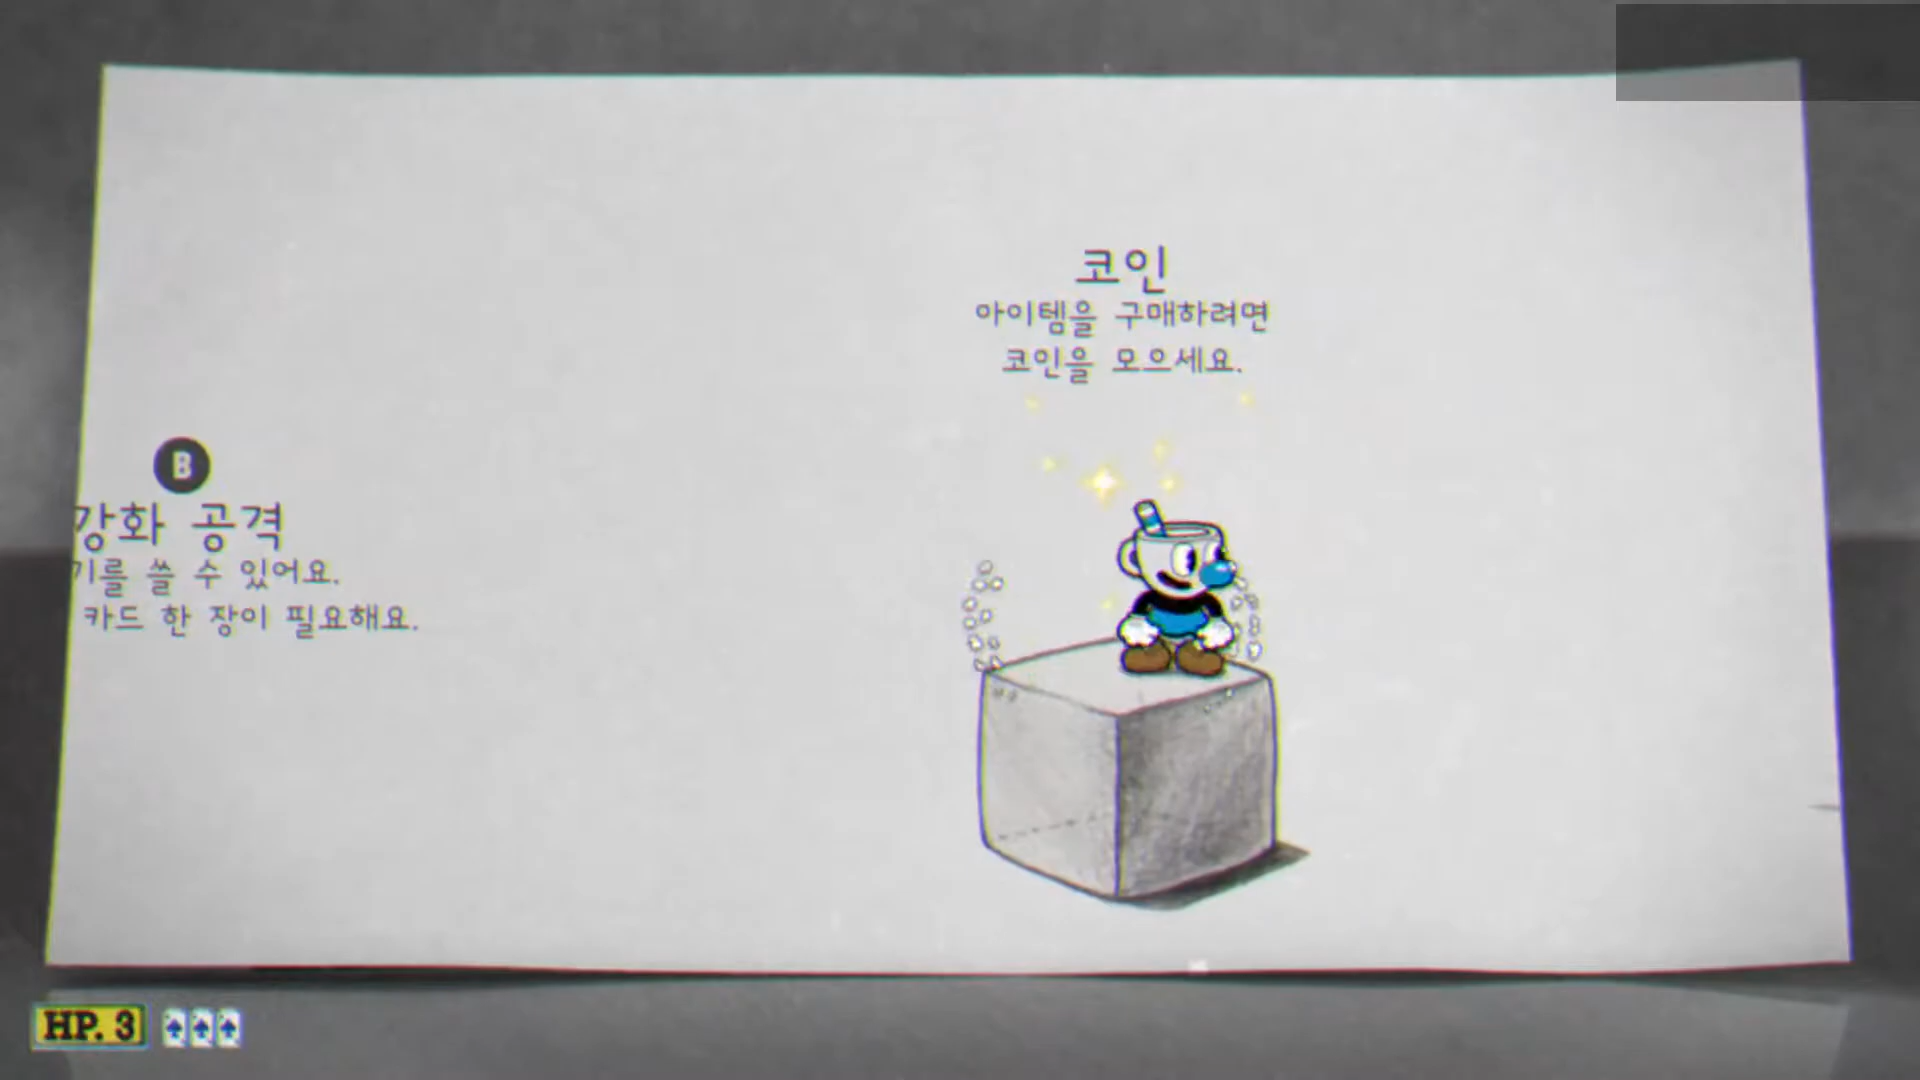 코인
아이템을 구매하려면
코인을 모으세요.
B
강화 공격
기를 쓸 수 있어요.
카드 한 장이 필요해요.
HP. 3